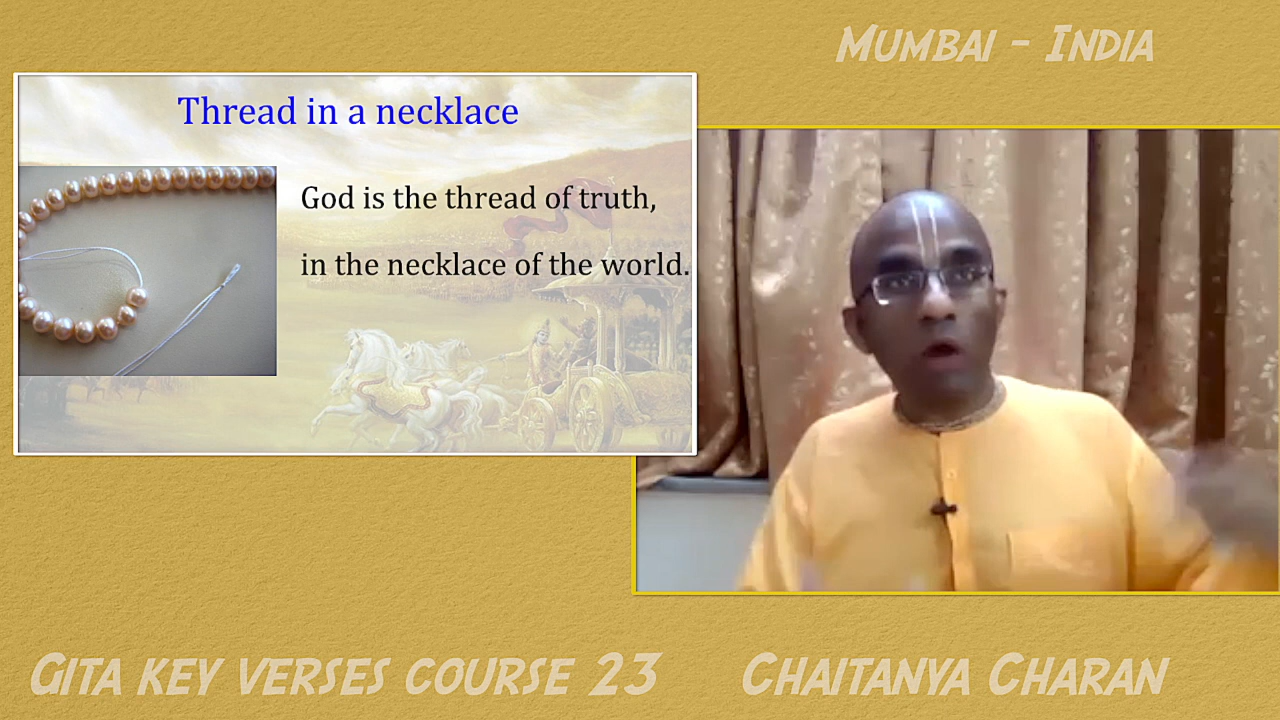 Mumbai - India
Thread in a necklace
God is the thread of truth,
in the necklace of the world.
Gita key verses course 23
Chaitanya Charan